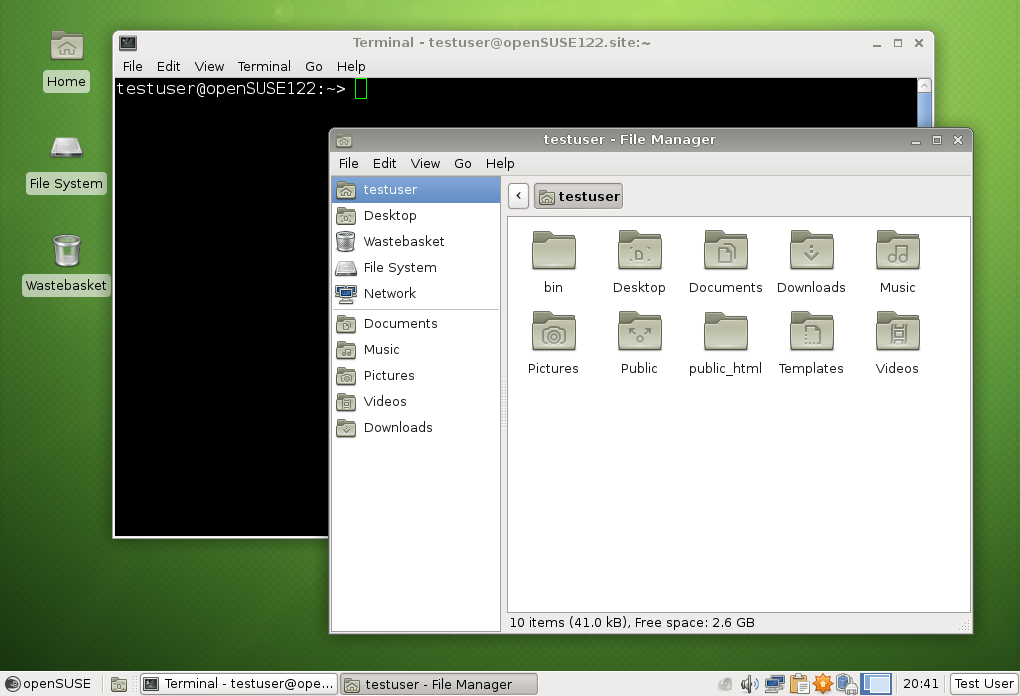 Home
File System
Wastebasket
Terminal - testuser@openSUSE122.site:~
File Edit View Terminal Go Help
testuser@openSUSE122:~>
testuser - File Manager
File Edit View Go Help
testuser
Desktop
Wastebasket
File System
Network
Documents
Music
Pictures
Videos
Downloads
testuser
bin Desktop Documents Downloads Music
Pictures Public public_html Templates Videos
10 items (41.0 kB), Free space: 2.6 GB
openSUSE Terminal - testuser@ope... testuser - File Manager 20:41 Test User